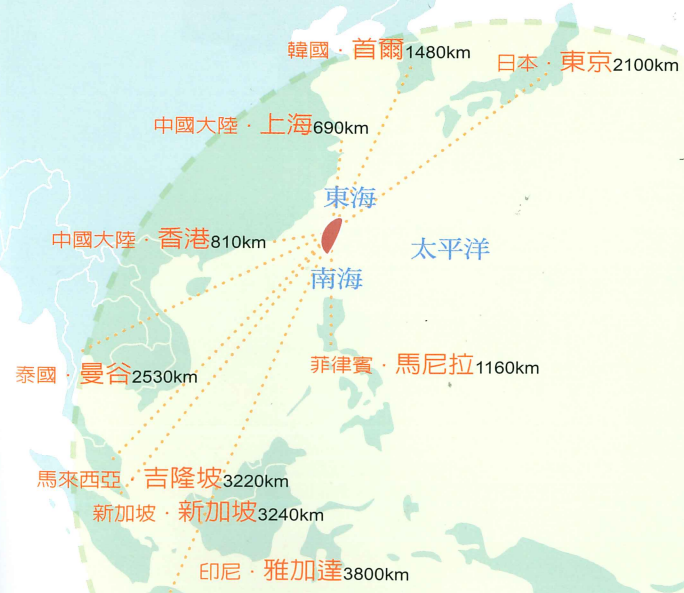 韓國·首爾1480km
日本·東京2100km
中國大陸·上海690km
東海
中國大陸·香港810km
太平洋
南海
菲律賓·馬尼拉1160km
泰國·曼谷2530km
馬來西亞·吉隆坡3220km
新加坡·新加坡3240km
印尼·雅加達3800km